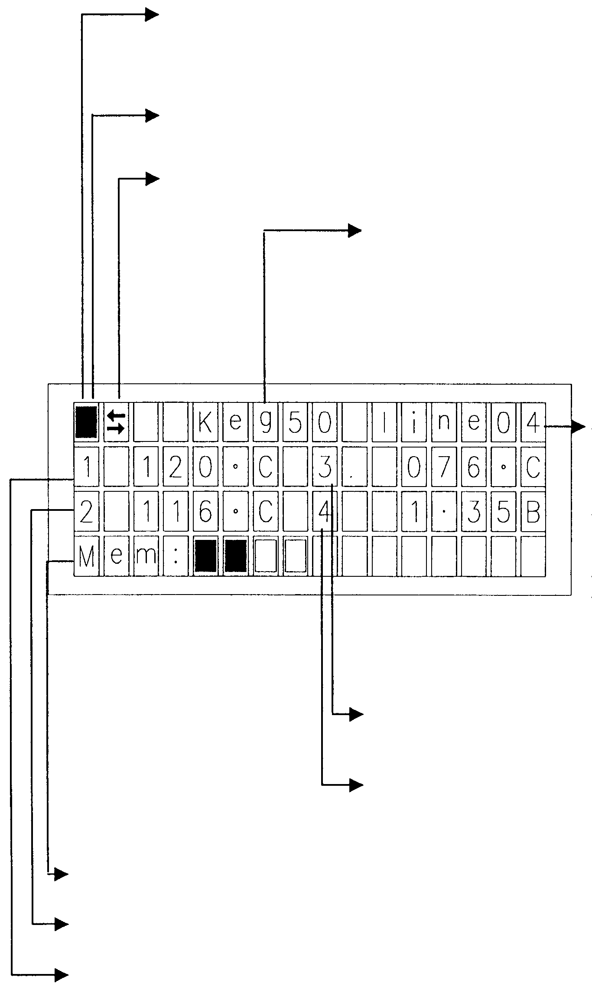 ■ ⇆ Keg50 line04
1 120°C 3. 076°C
2 116°C 4 1·35B
Mem:■■□□